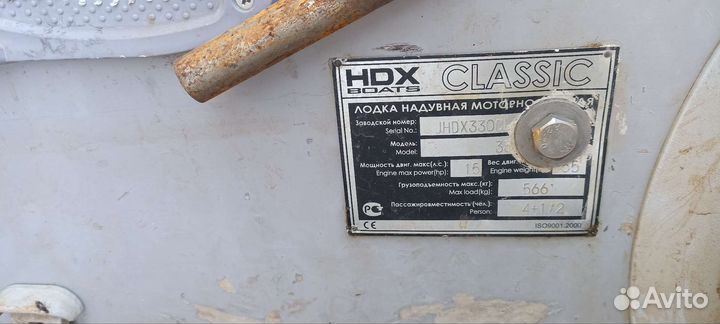 HDX CLASSIC
BOATS
ЛОДКА НАДУВНАЯ МОТОРНО
Заводской номер:
Serial No.: JHDX330
Модель:
Model:
Мощность двиг. макс.(л.с.) Вес двиг
Engine max power(hp) 15 Engine weight
Грузоподъемность макс.(кг)
Max load(kg): 566
Пассажировместимость (чел.)
Person: 4+1/2
CE ISO9001:2000
Avito